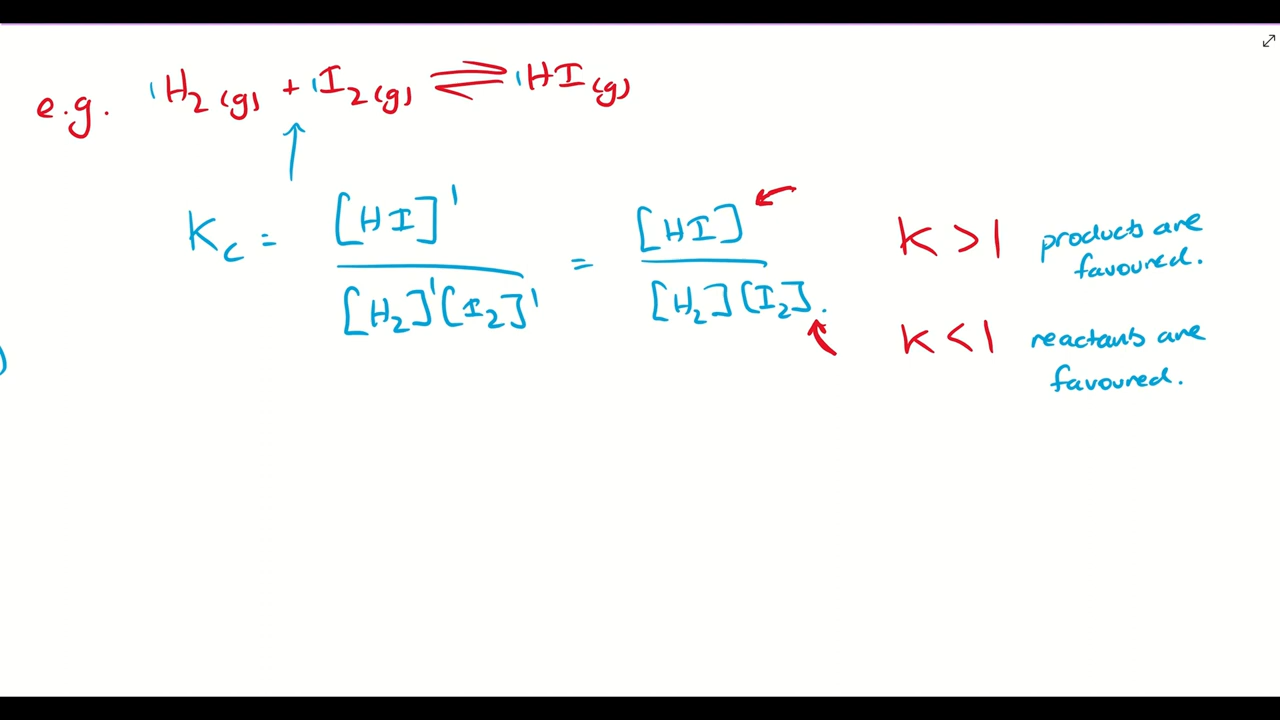 e.g. 1H₂(g) + 1I₂(g) ⇌ 1HI(g)
Kc = [HI]¹ / [H₂]¹[I₂]¹ = [HI] / [H₂][I₂].
K > 1 products are
favoured.
K < 1 reactants are
favoured.